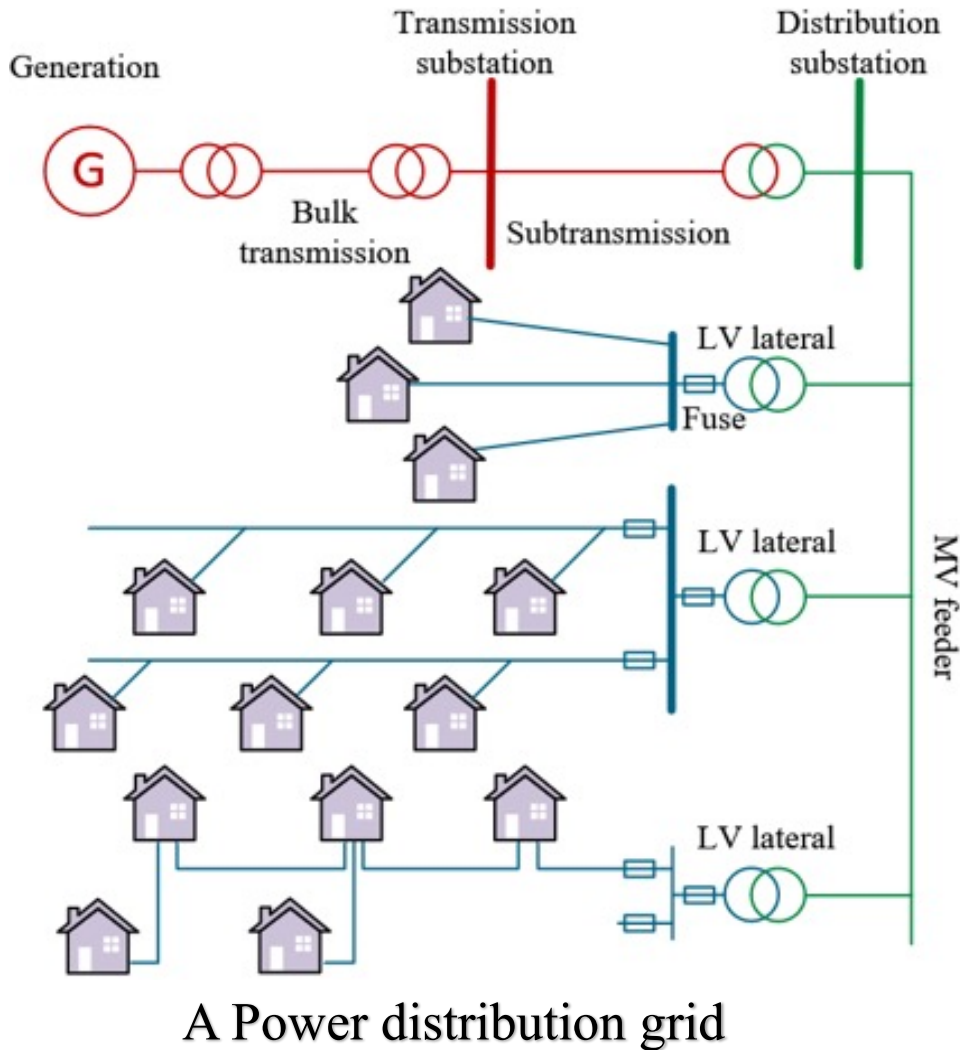 Generation
Transmission
substation
Distribution
substation
G
Bulk
transmission
Subtransmission
LV lateral
Fuse
LV lateral
MV feeder
LV lateral
A Power distribution grid